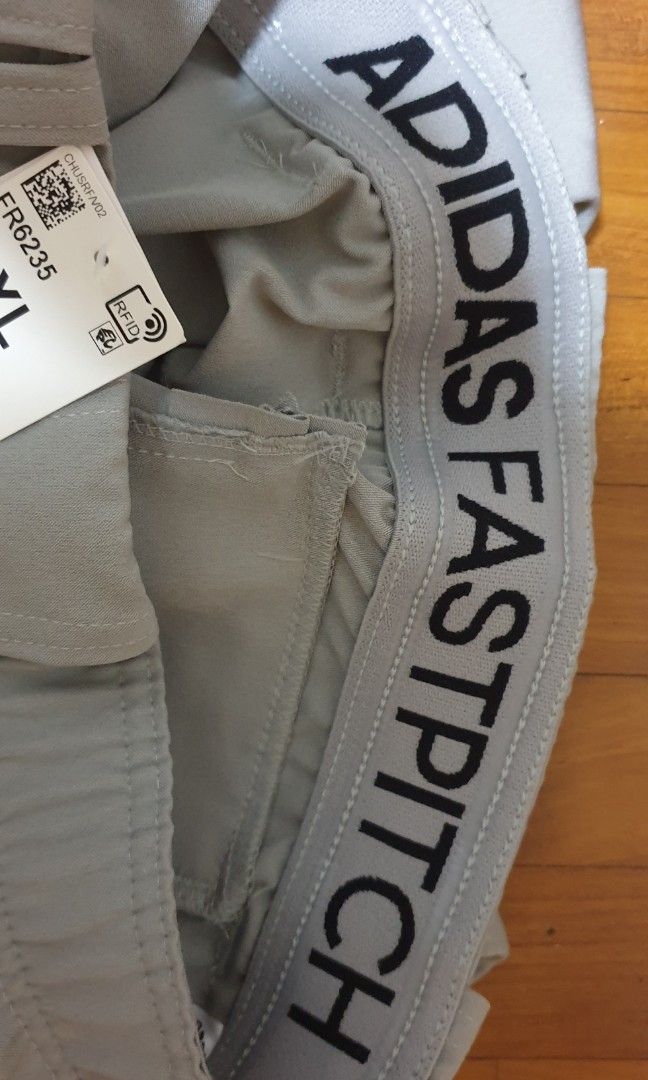 ADIDAS FASTPITCH
CHUSRF/V02
FR6235
XL
RFID